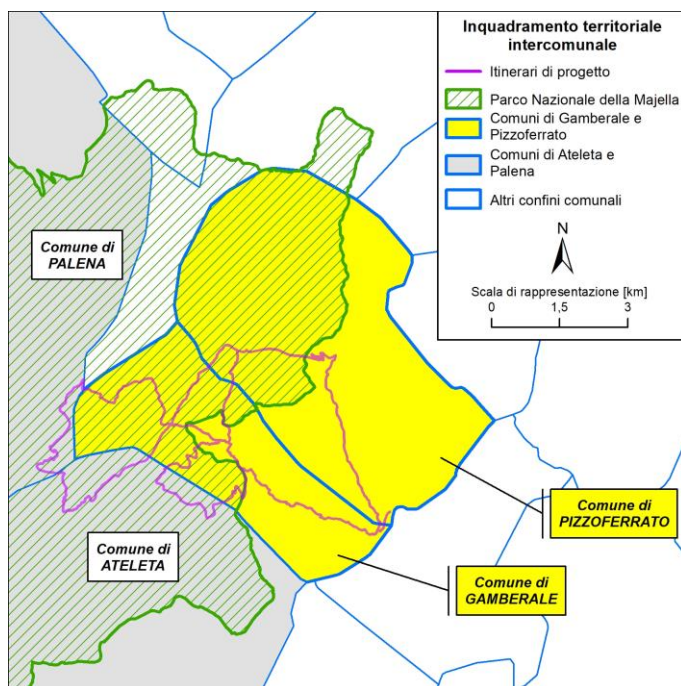 Inquadramento territoriale
intercomunale
Itinerari di progetto
Parco Nazionale della Majella
Comuni di Gamberale e
Pizzoferrato
Comuni di Ateleta e
Palena
Altri confini comunali
N
Scala di rappresentazione [km]
0 1,5 3
Comune di
PALENA
Comune di
ATELETA
Comune di
PIZZOFERRATO
Comune di
GAMBERALE